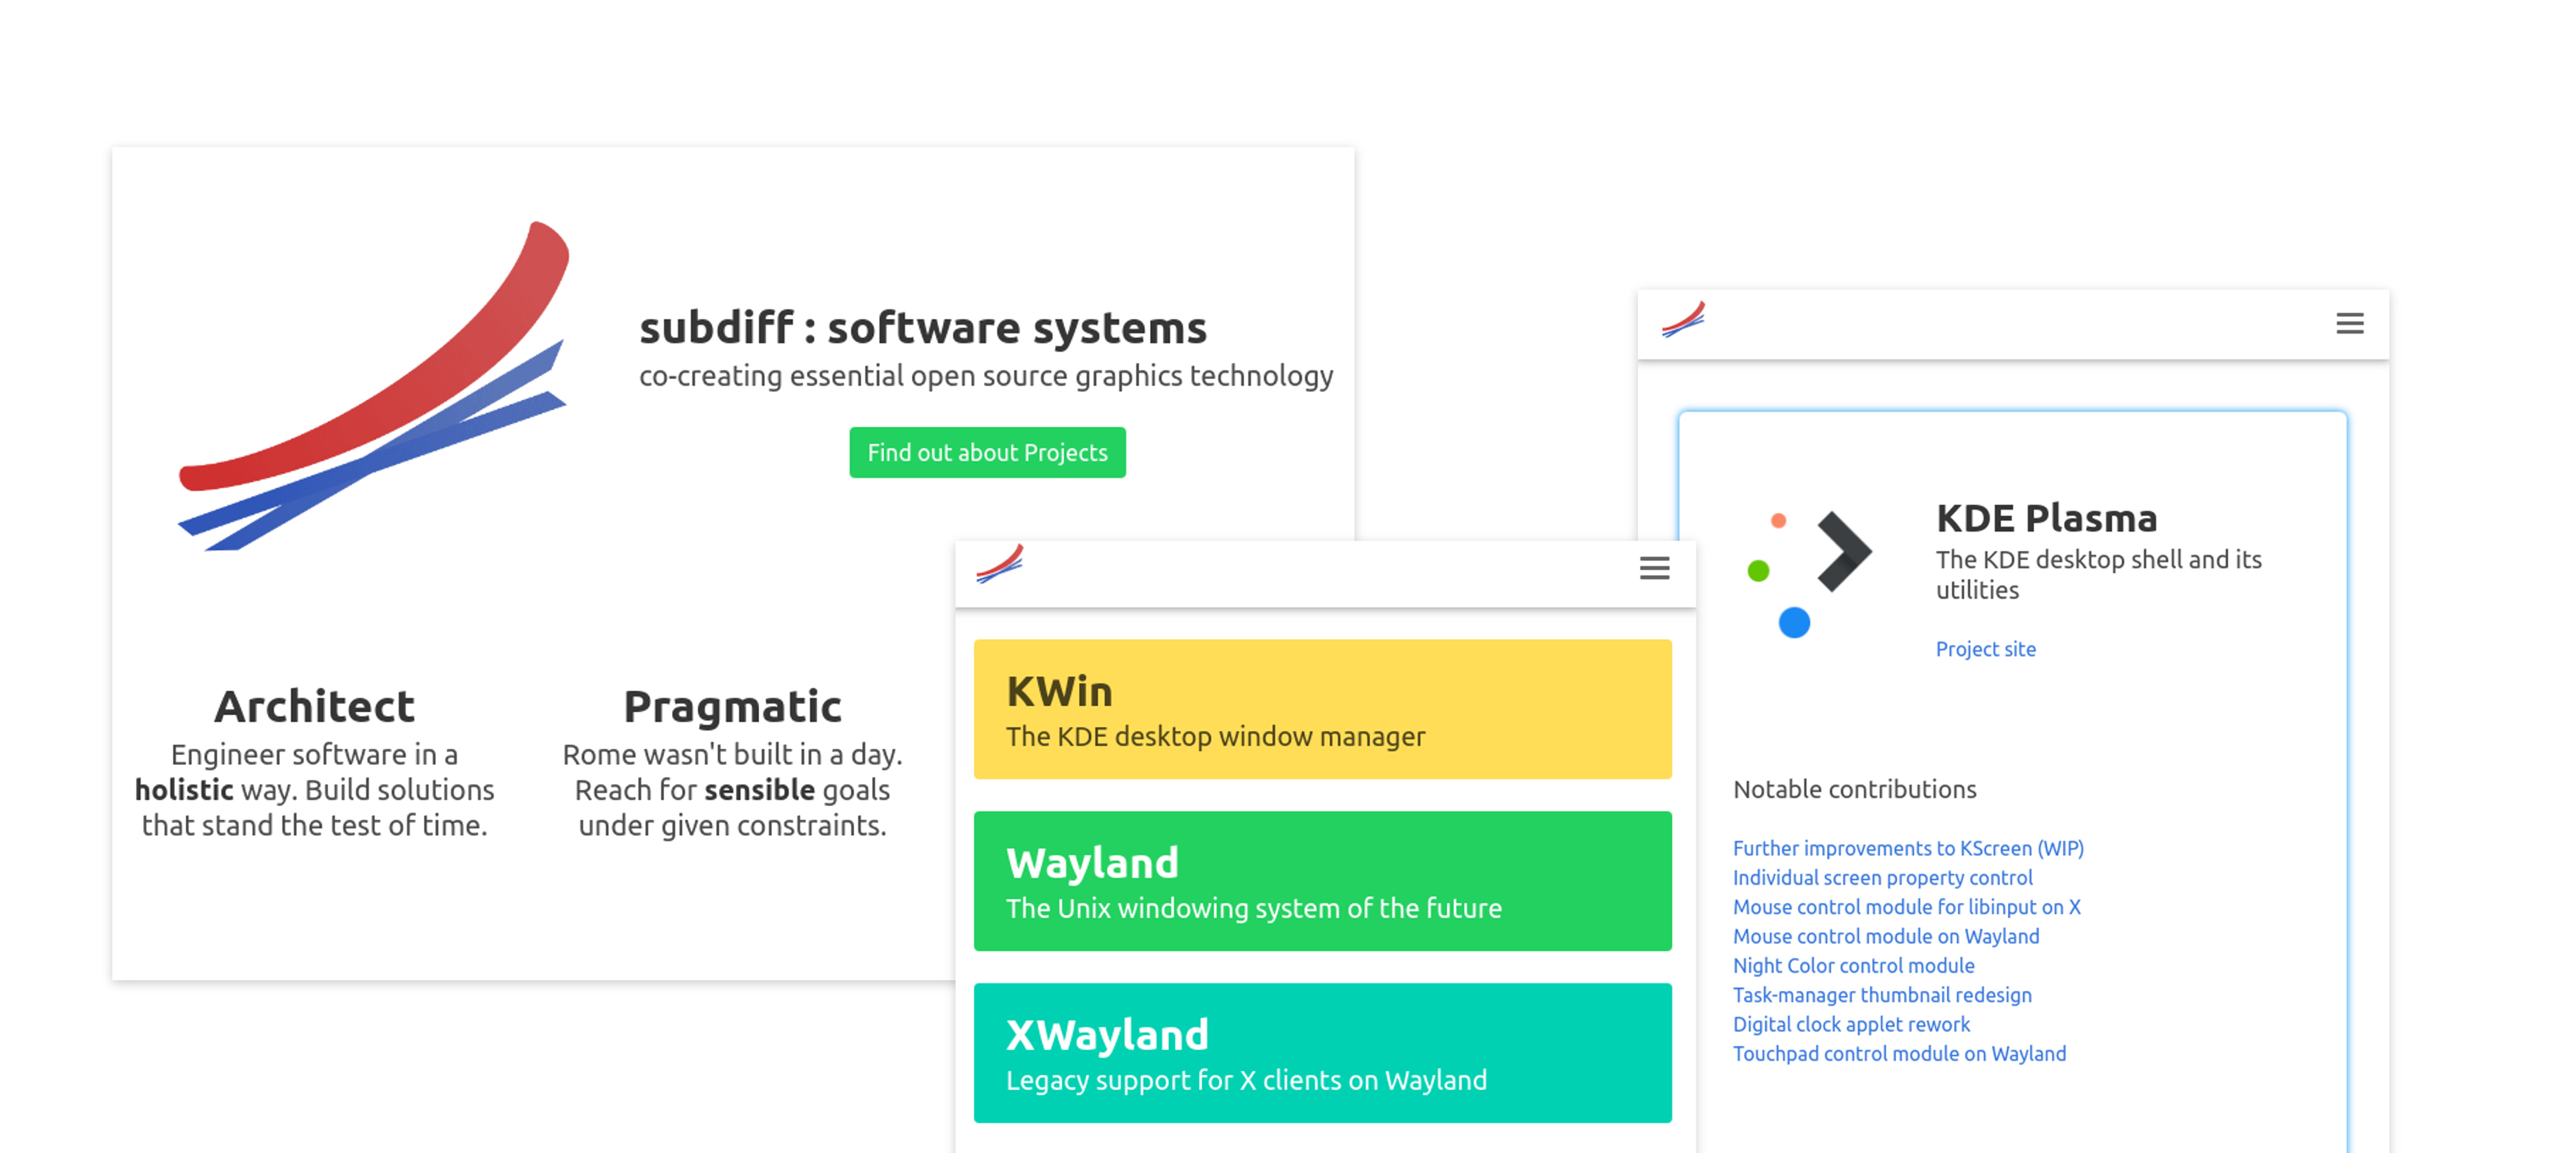 subdiff : software systems
co-creating essential open source graphics technology
Find out about Projects
Architect
Engineer software in a
holistic way. Build solutions
that stand the test of time.
Pragmatic
Rome wasn't built in a day.
Reach for sensible goals
under given constraints.
KWin
The KDE desktop window manager
Wayland
The Unix windowing system of the future
XWayland
Legacy support for X clients on Wayland
KDE Plasma
The KDE desktop shell and its
utilities
Project site
Notable contributions
Further improvements to KScreen (WIP)
Individual screen property control
Mouse control module for libinput on X
Mouse control module on Wayland
Night Color control module
Task-manager thumbnail redesign
Digital clock applet rework
Touchpad control module on Wayland